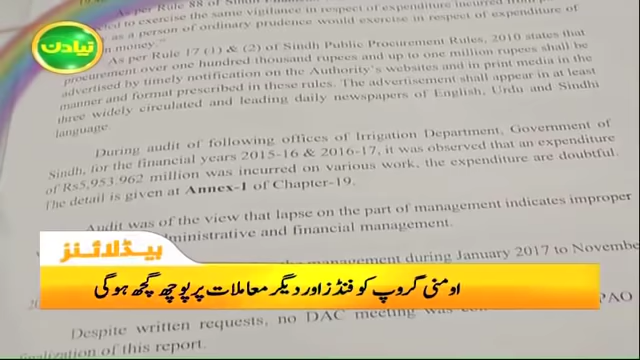 As per Rule 88 of Sindh
to exercise the same vigilance in respect of expenditure incurred from
as a person of ordinary prudence would exercise in respect of expenditure of
money."
نیا دن
As per Rule 17 (1) & (2) of Sindh Public Procurement Rules, 2010 states that
procurement over one hundred thousand rupees and up to one million rupees shall be
advertised by timely notification on the Authority's websites and in print media in the
manner and format prescribed in these rules. The advertisement shall appear in at least
three widely circulated and leading daily newspapers of English, Urdu and Sindhi
language.
During audit of following offices of Irrigation Department, Government of
Sindh, for the financial years 2015-16 & 2016-17, it was observed that an expenditure
of Rs5,953.962 million was incurred on various work, the expenditure are doubtful.
The detail is given at Annex-1 of Chapter-19.
Audit was of the view that lapse on the part of management indicates improper
administrative and financial management.
ہیڈلائنز
management during January 2017 to November
اومنی گروپ کو فنڈز اور دیگر معاملات پر پوچھ گچھ ہوگی
PAO
Despite written requests, no DAC meeting was
finalization of this report.